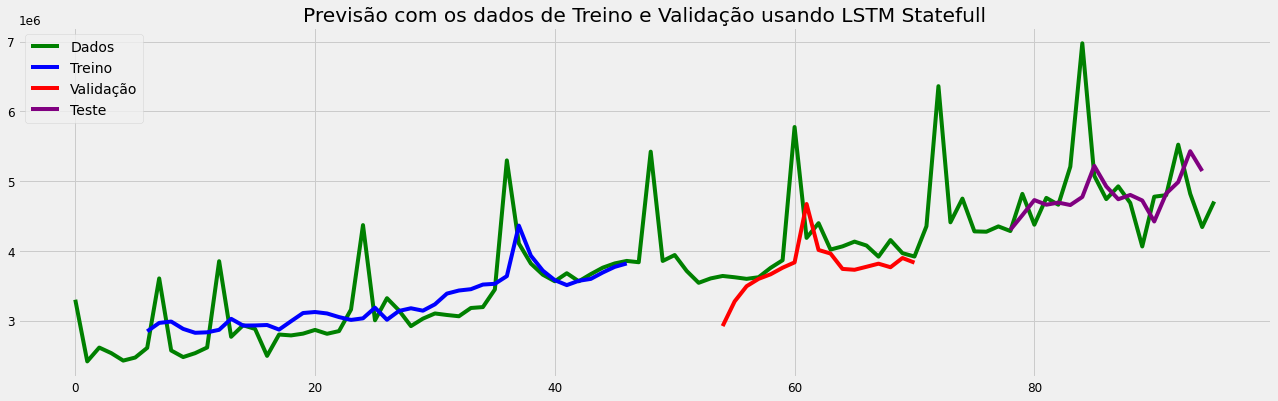 Previsão com os dados de Treino e Validação usando LSTM Statefull
1e6
Dados
Treino
Validação
Teste
7
6
5
4
3
0 20 40 60 80